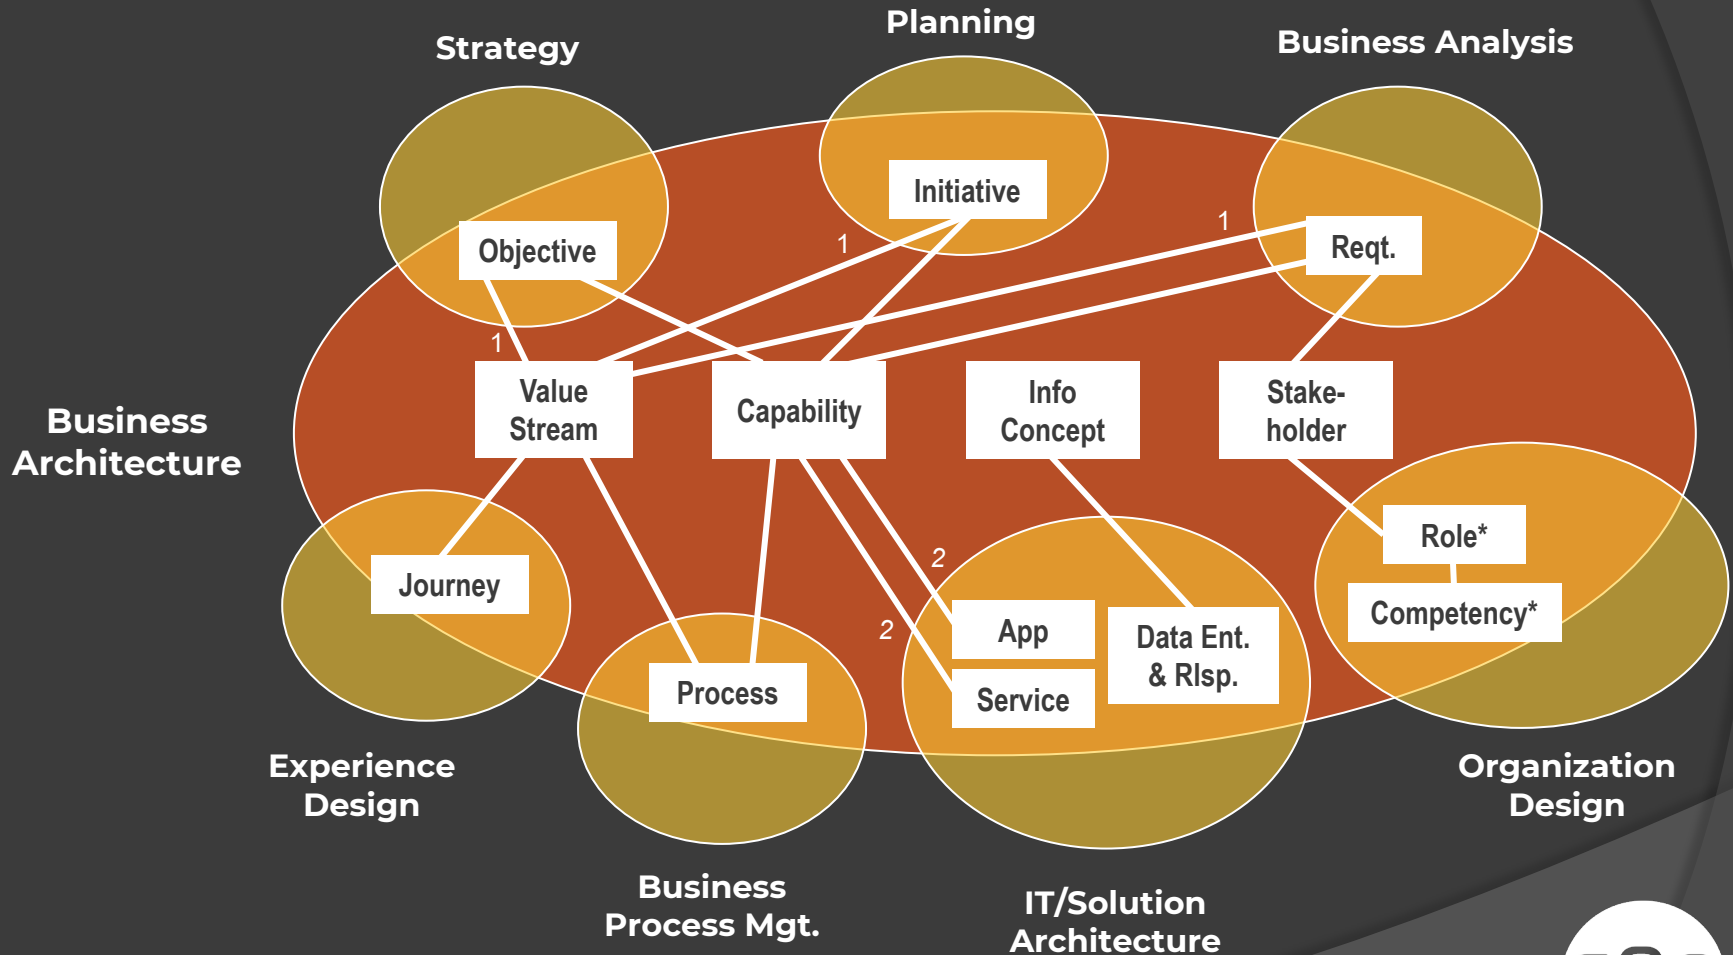 Planning
Strategy
Business Analysis
Initiative
Objective
1
1
Reqt.
1
Value
Stream
Capability
Info
Concept
Stake-
holder
Business
Architecture
Role*
2
Journey
Competency*
App
2
Data Ent.
& Rlsp.
Process
Service
Experience
Design
Organization
Design
Business
Process Mgt.
IT/Solution
Architecture